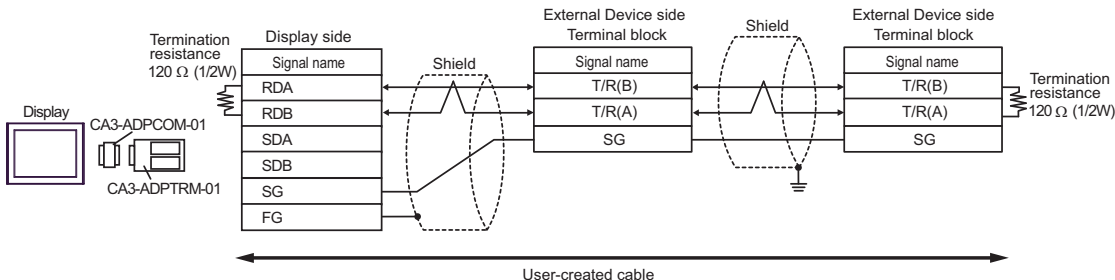 Display
CA3-ADPCOM-01
CA3-ADPTRM-01
Termination
resistance
120 Ω (1/2W)
Display side
Signal name
RDA
RDB
SDA
SDB
SG
FG
Shield
External Device side
Terminal block
Signal name
T/R(B)
T/R(A)
SG
Shield
External Device side
Terminal block
Signal name
T/R(B)
T/R(A)
SG
Termination
resistance
120 Ω (1/2W)
User-created cable